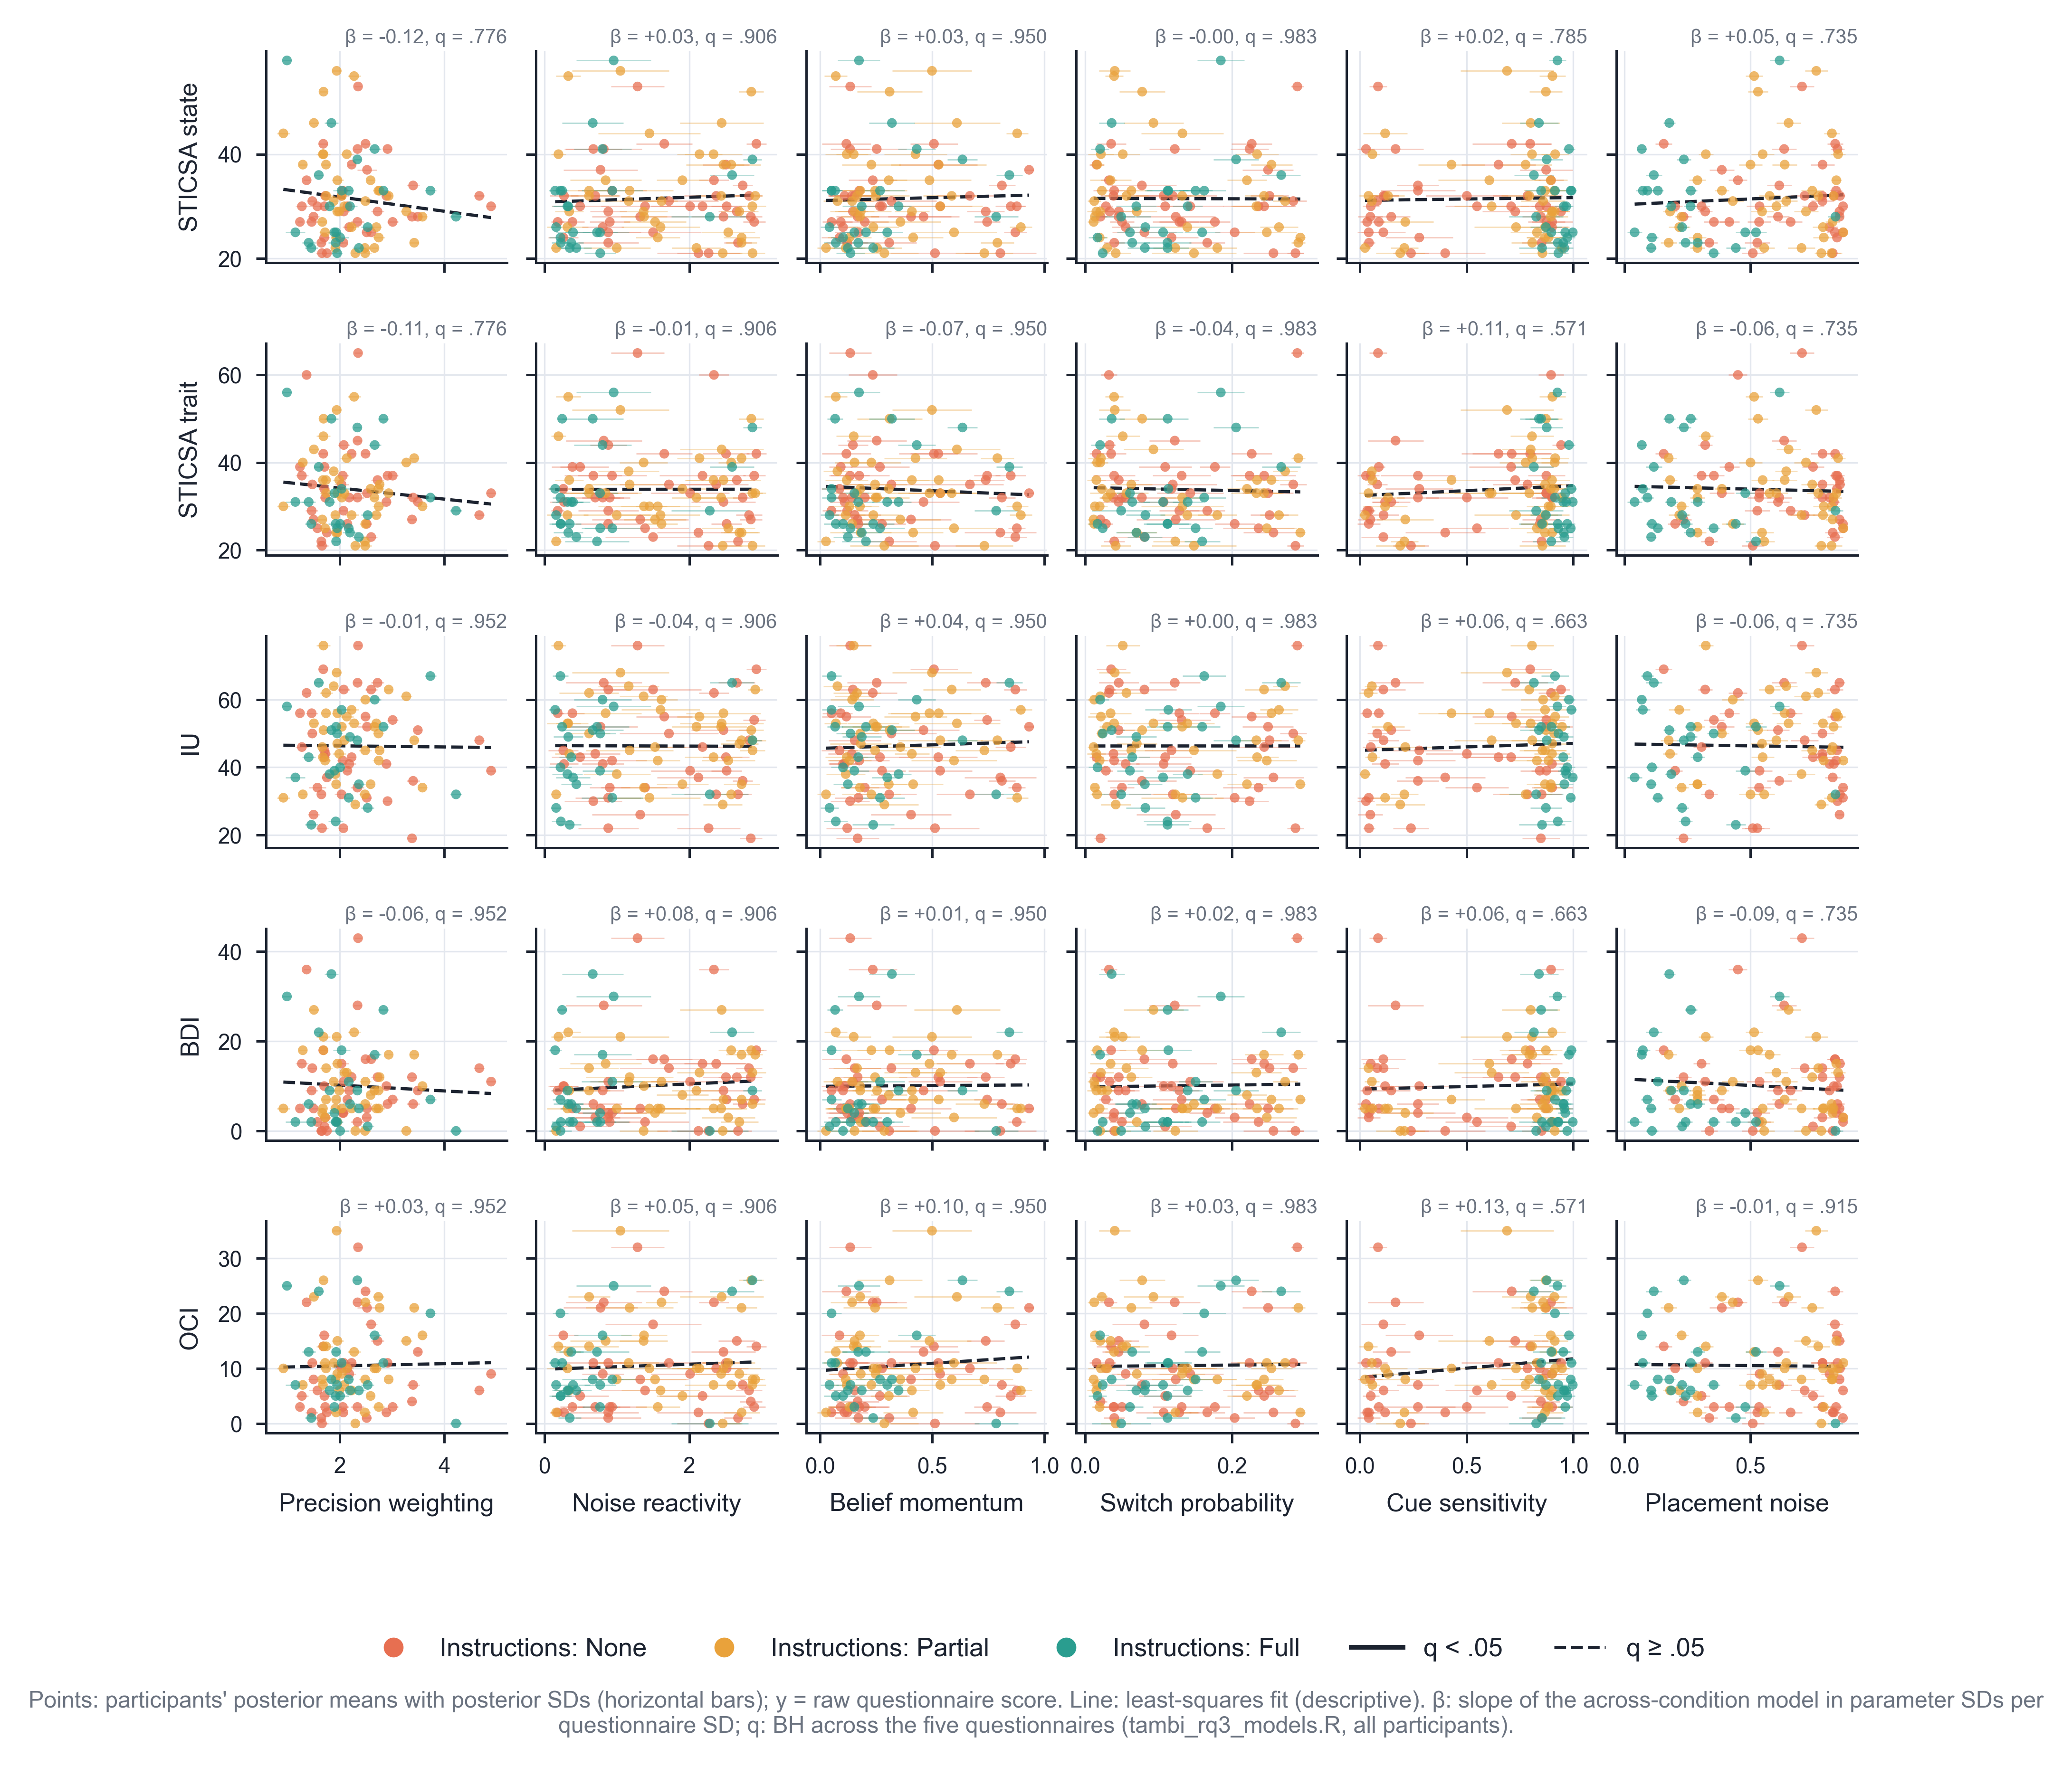 β = -0.12, q = .776
β = +0.03, q = .906
β = +0.03, q = .950
β = -0.00, q = .983
β = +0.02, q = .785
β = +0.05, q = .735
STICSA state
40
20
β = -0.11, q = .776
β = -0.01, q = .906
β = -0.07, q = .950
β = -0.04, q = .983
β = +0.11, q = .571
β = -0.06, q = .735
STICSA trait
60
40
20
β = -0.01, q = .952
β = -0.04, q = .906
β = +0.04, q = .950
β = +0.00, q = .983
β = +0.06, q = .663
β = -0.06, q = .735
IU
60
40
20
β = -0.06, q = .952
β = +0.08, q = .906
β = +0.01, q = .950
β = +0.02, q = .983
β = +0.06, q = .663
β = -0.09, q = .735
BDI
40
20
0
β = +0.03, q = .952
β = +0.05, q = .906
β = +0.10, q = .950
β = +0.03, q = .983
β = +0.13, q = .571
β = -0.01, q = .915
OCI
30
20
10
0
2 4
0 2
0.0 0.5 1.0
0.0 0.2
0.0 0.5 1.0
0.0 0.5
Precision weighting
Noise reactivity
Belief momentum
Switch probability
Cue sensitivity
Placement noise
Instructions: None
Instructions: Partial
Instructions: Full
q < .05
q ≥ .05
Points: participants' posterior means with posterior SDs (horizontal bars); y = raw questionnaire score. Line: least-squares fit (descriptive). β: slope of the across-condition model in parameter SDs per
questionnaire SD; q: BH across the five questionnaires (tambi_rq3_models.R, all participants).